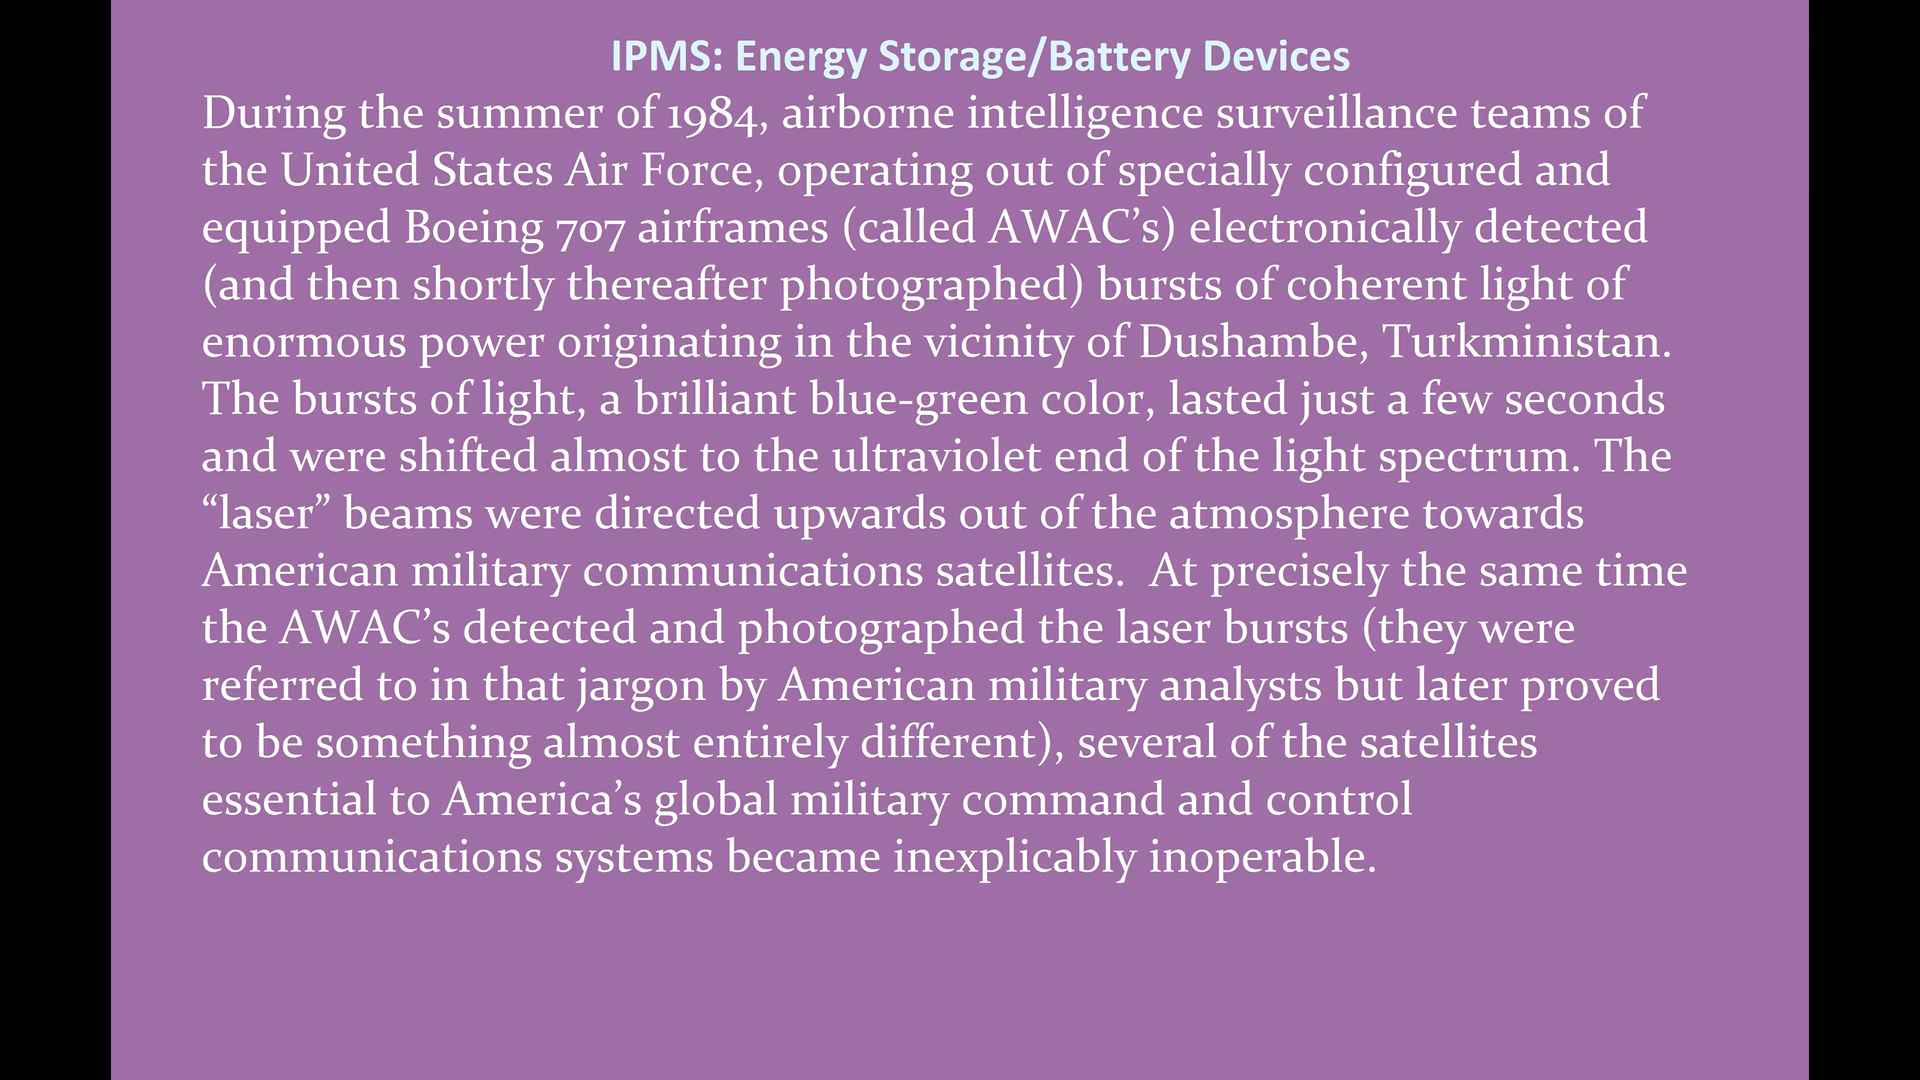 IPMS: Energy Storage/Battery Devices
During the summer of 1984, airborne intelligence surveillance teams of
the United States Air Force, operating out of specially configured and
equipped Boeing 707 airframes (called AWAC’s) electronically detected
(and then shortly thereafter photographed) bursts of coherent light of
enormous power originating in the vicinity of Dushambe, Turkministan.
The bursts of light, a brilliant blue-green color, lasted just a few seconds
and were shifted almost to the ultraviolet end of the light spectrum. The
“laser” beams were directed upwards out of the atmosphere towards
American military communications satellites.  At precisely the same time
the AWAC’s detected and photographed the laser bursts (they were
referred to in that jargon by American military analysts but later proved
to be something almost entirely different), several of the satellites
essential to America’s global military command and control
communications systems became inexplicably inoperable.